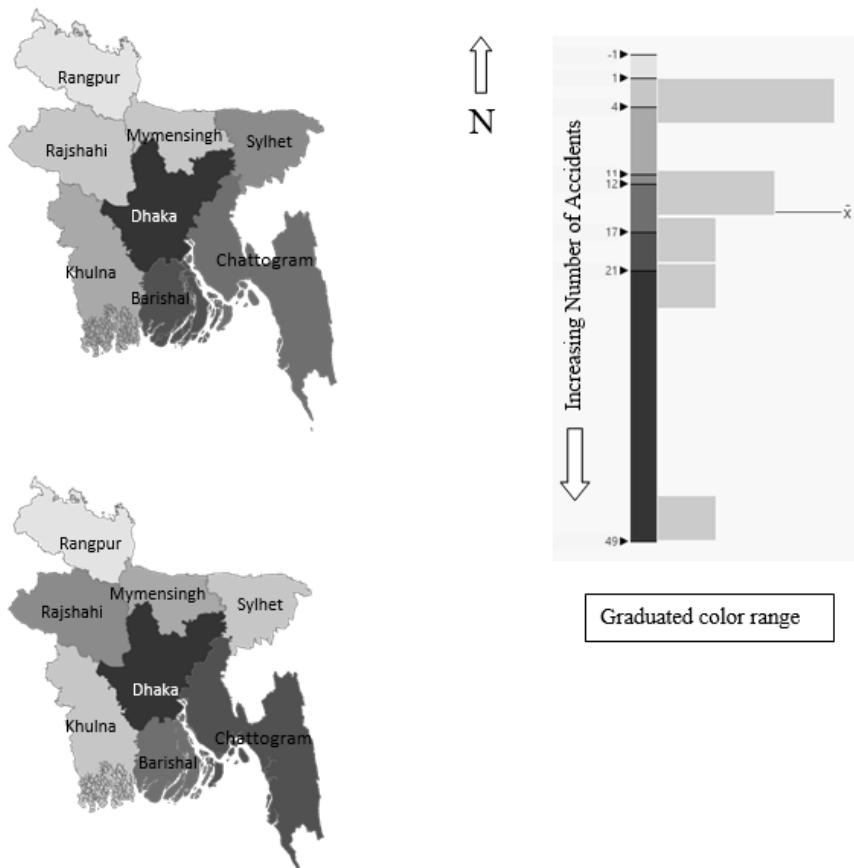 Rangpur
Rajshahi
Mymensingh
Sylhet
Dhaka
Khulna
Chattogram
Barishal
N
Increasing Number of Accidents
-1
1
4
11
12
17
21
49
x̄
Graduated color range
Rangpur
Rajshahi
Mymensingh
Sylhet
Dhaka
Khulna
Chattogram
Barishal